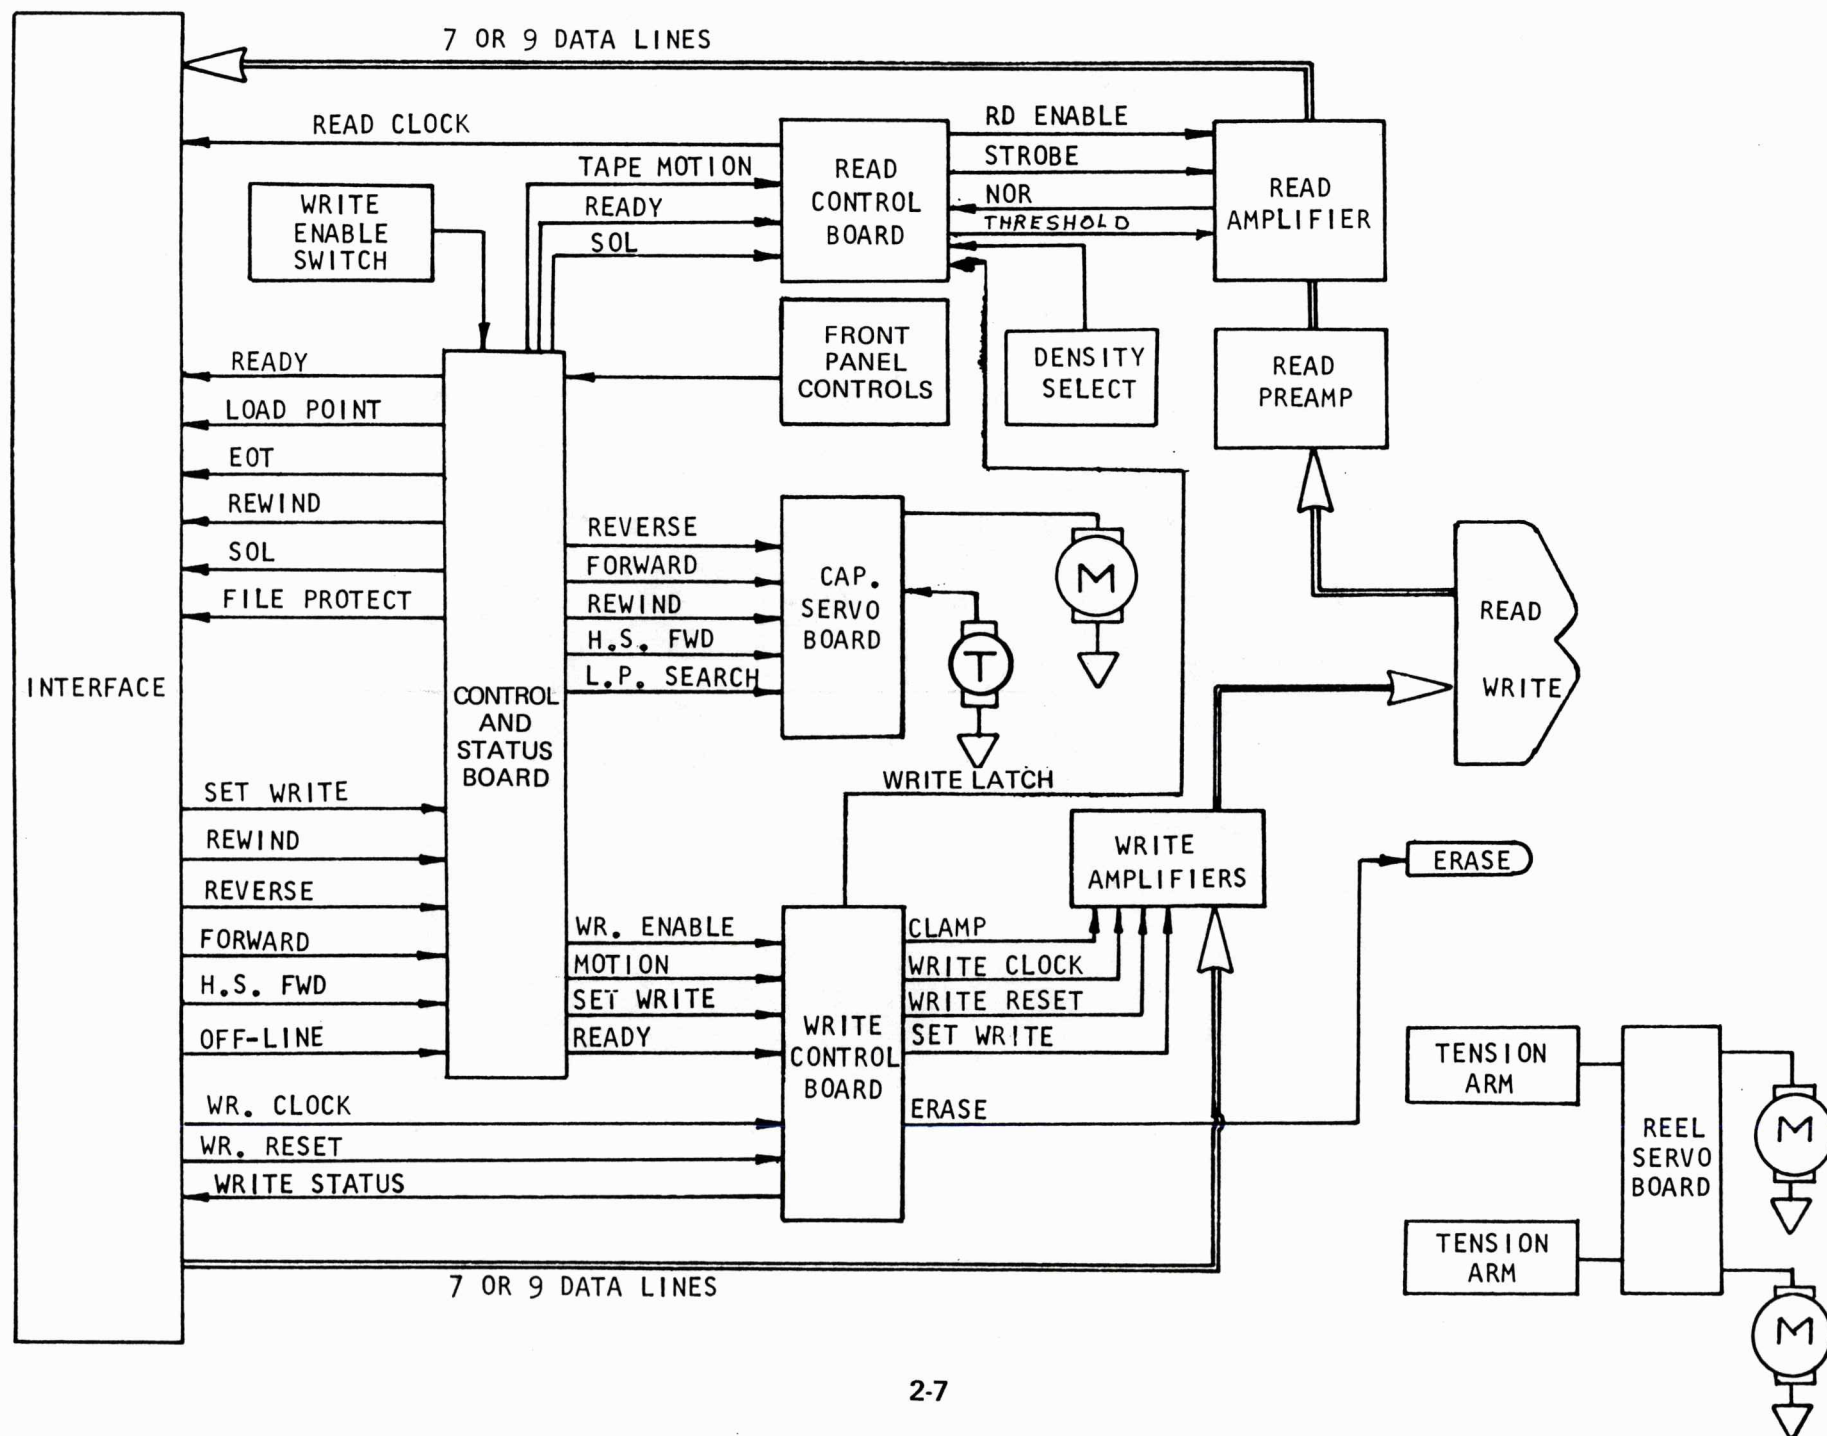 7 OR 9 DATA LINES
READ CLOCK
TAPE MOTION
READY
SOL
READ
CONTROL
BOARD
RD ENABLE
STROBE
NOR
THRESHOLD
READ
AMPLIFIER
WRITE
ENABLE
SWITCH
FRONT
PANEL
CONTROLS
DENSITY
SELECT
READ
PREAMP
READY
LOAD POINT
EOT
REWIND
SOL
FILE PROTECT
INTERFACE
CONTROL
AND
STATUS
BOARD
REVERSE
FORWARD
REWIND
H.S. FWD
L.P. SEARCH
CAP.
SERVO
BOARD
M
T
READ
WRITE
WRITE LATCH
SET WRITE
REWIND
REVERSE
FORWARD
H.S. FWD
OFF-LINE
WR. CLOCK
WR. RESET
WRITE STATUS
WR. ENABLE
MOTION
SET WRITE
READY
WRITE
CONTROL
BOARD
CLAMP
WRITE CLOCK
WRITE RESET
SET WRITE
ERASE
WRITE
AMPLIFIERS
ERASE
TENSION
ARM
TENSION
ARM
REEL
SERVO
BOARD
M
M
7 OR 9 DATA LINES
2-7